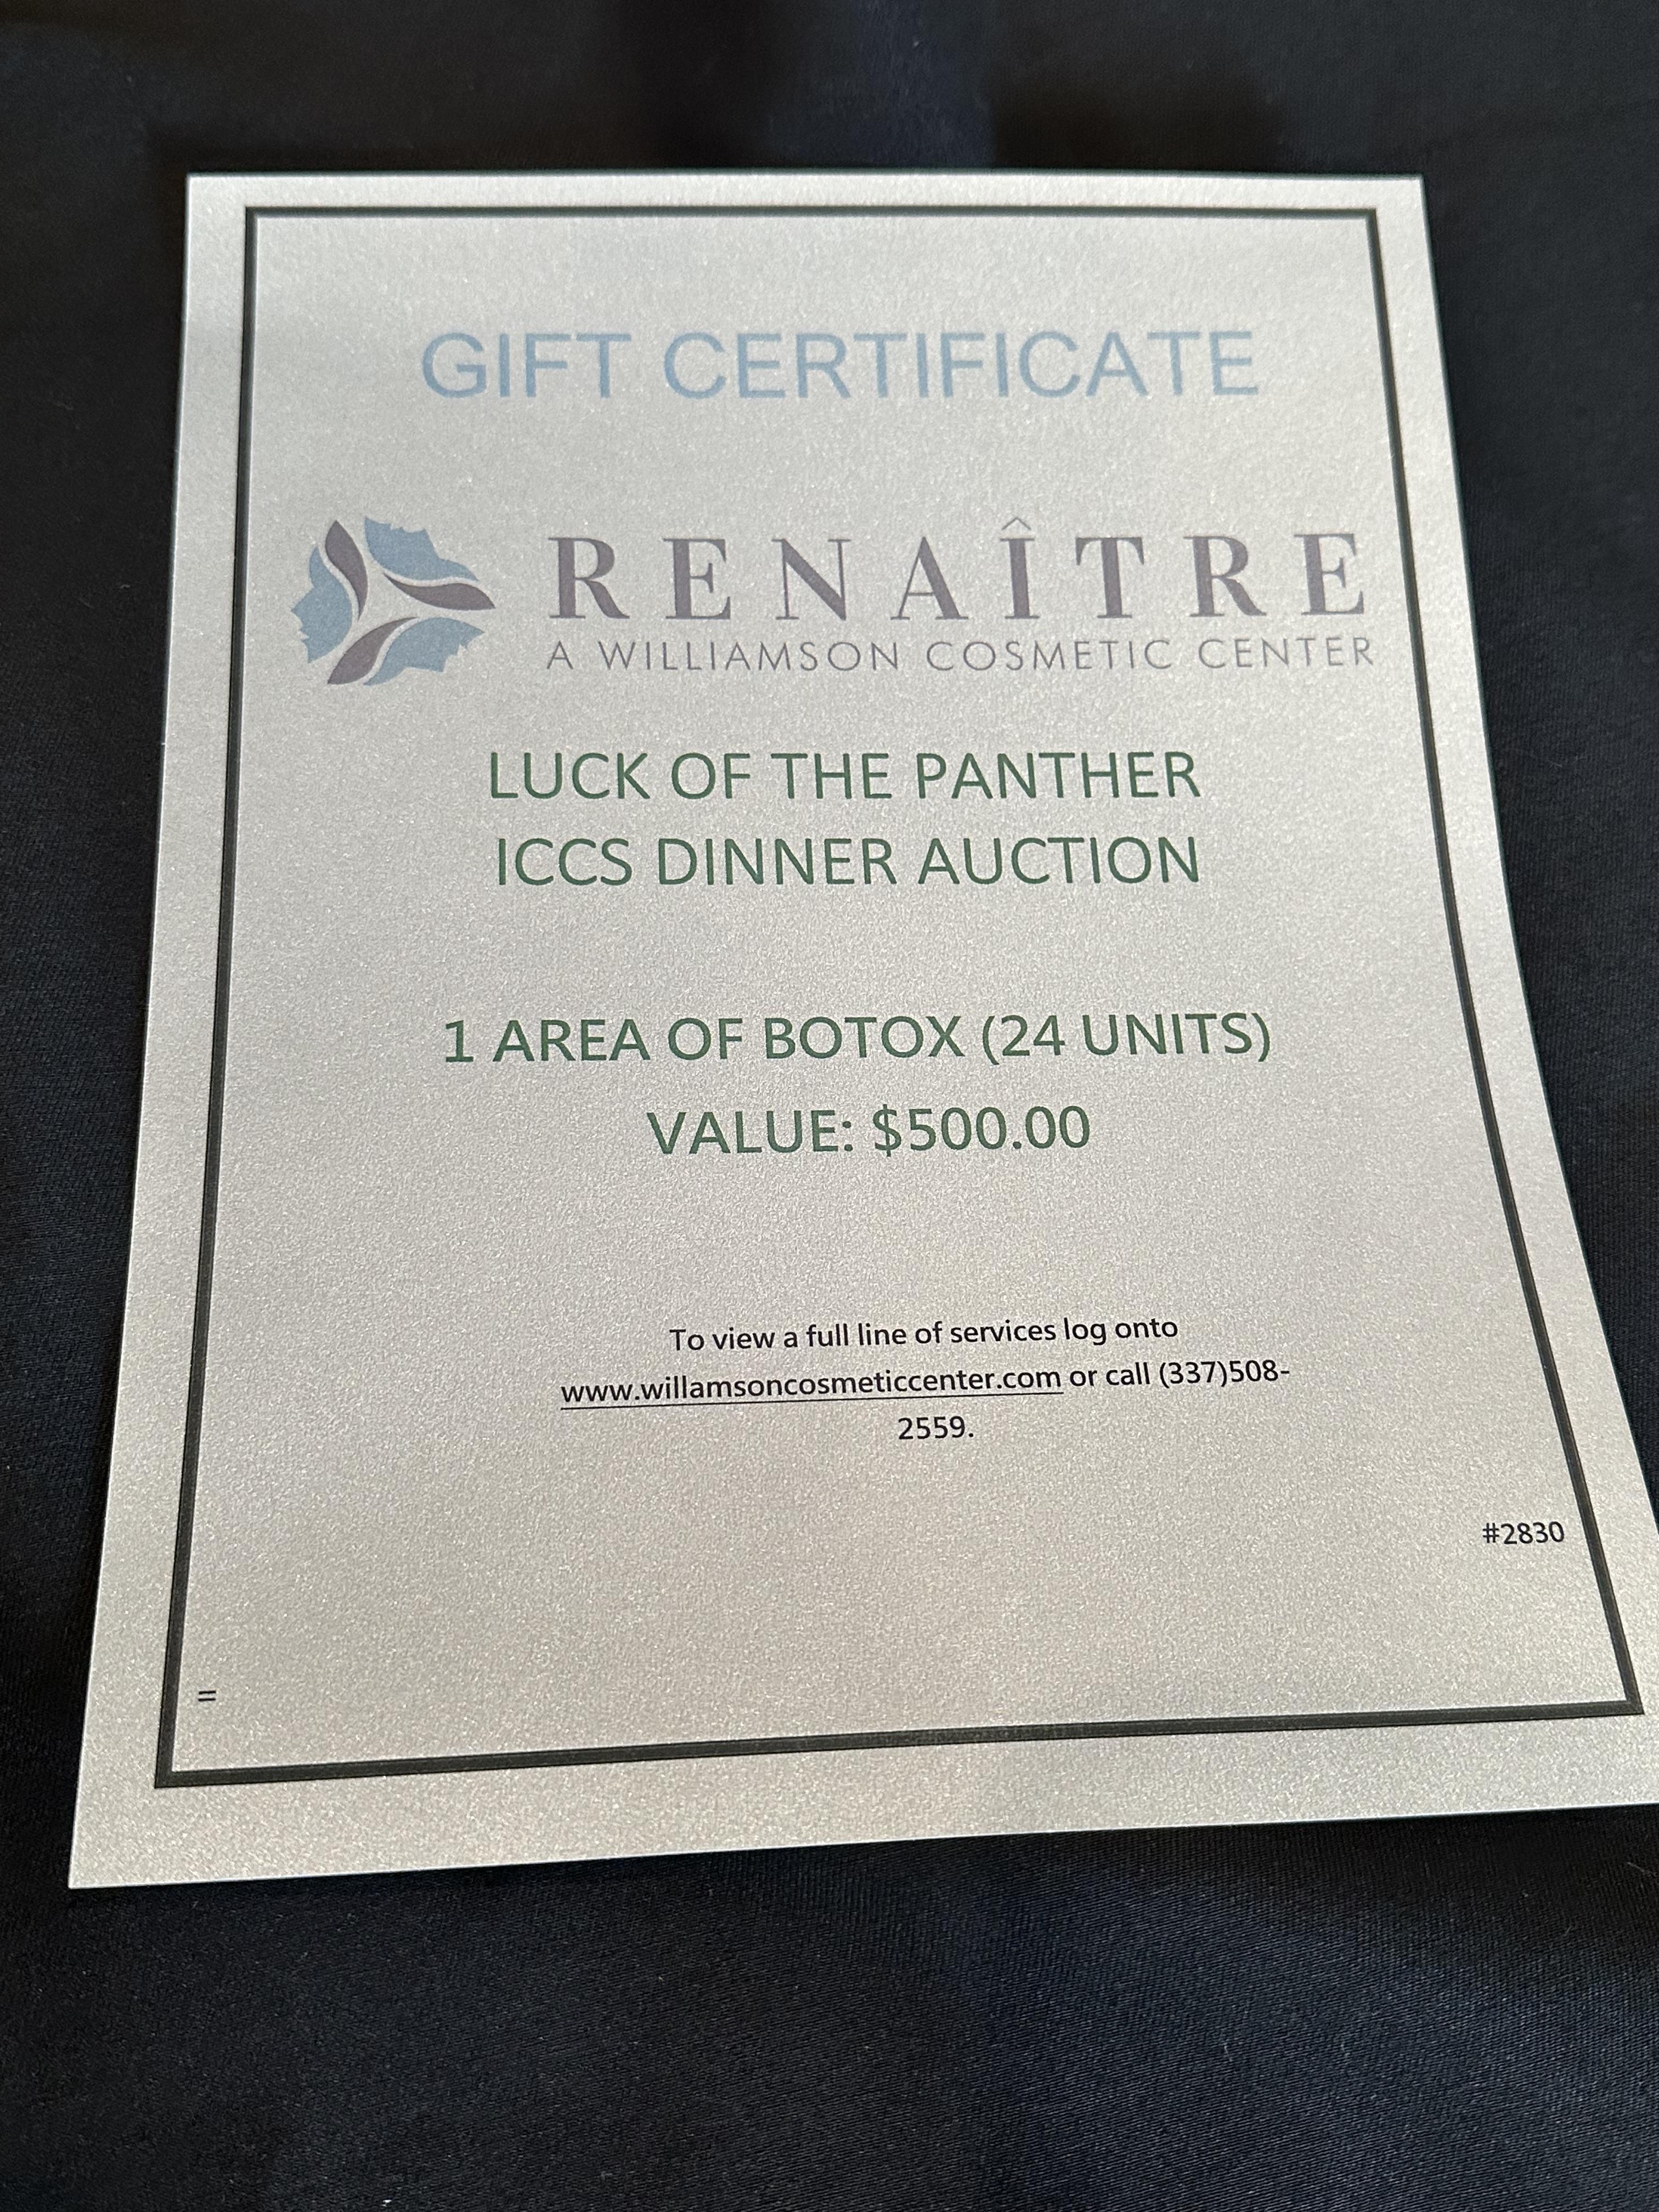 GIFT CERTIFICATE
RENAÎTRE
A WILLIAMSON COSMETIC CENTER
LUCK OF THE PANTHER
ICCS DINNER AUCTION
1 AREA OF BOTOX (24 UNITS)
VALUE: $500.00
To view a full line of services log onto
www.willamsoncosmeticcenter.com or call (337)508-
2559.
#2830
=